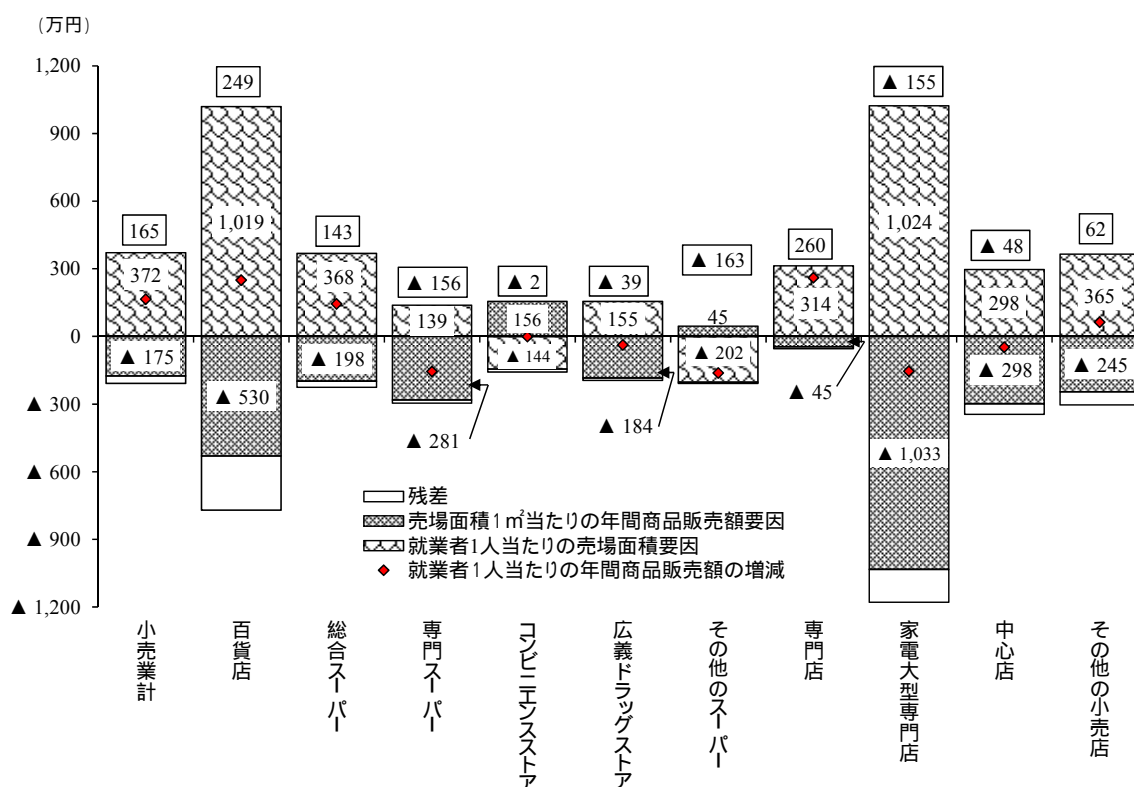 (万円)
1,200
900
600
300
0
▲ 300
▲ 600
▲ 900
▲ 1,200
165
249
143
▲ 156
▲ 2
▲ 39
▲ 163
260
▲ 155
▲ 48
62
372
1,019
368
139
156
155
45
314
1,024
298
365
▲ 175
▲ 530
▲ 198
▲ 281
▲ 144
▲ 184
▲ 202
▲ 45
▲ 1,033
▲ 298
▲ 245
残差
売場面積1㎡当たりの年間商品販売額要因
就業者1人当たりの売場面積要因
就業者1人当たりの年間商品販売額の増減
小売業計
百貨店
総合スーパー
専門スーパー
コンビニエンスストア
広義ドラッグストア
その他のスーパー
専門店
家電大型専門店
中心店
その他の小売店